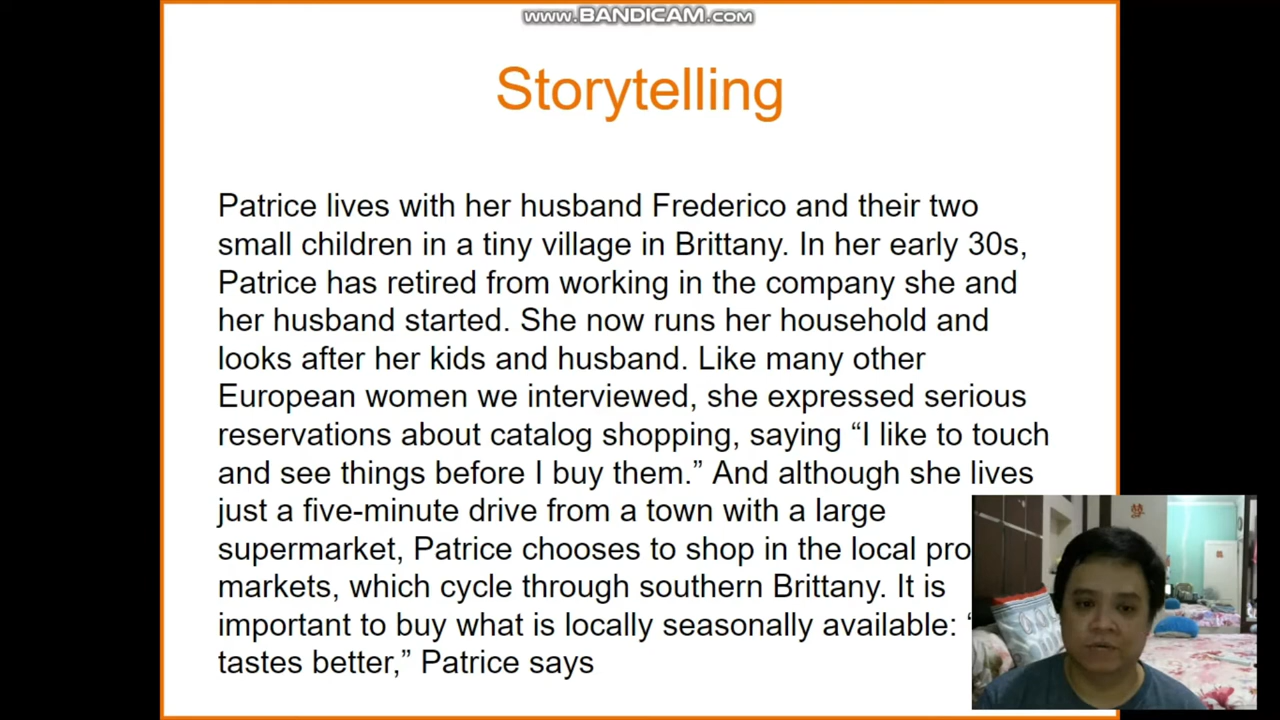 www.BANDICAM.com
Storytelling
Patrice lives with her husband Frederico and their two
small children in a tiny village in Brittany. In her early 30s,
Patrice has retired from working in the company she and
her husband started. She now runs her household and
looks after her kids and husband. Like many other
European women we interviewed, she expressed serious
reservations about catalog shopping, saying “I like to touch
and see things before I buy them.” And although she lives
just a five-minute drive from a town with a large
supermarket, Patrice chooses to shop in the local
markets, which cycle through southern Brittany. It is
important to buy what is locally seasonally available:
tastes better,” Patrice says